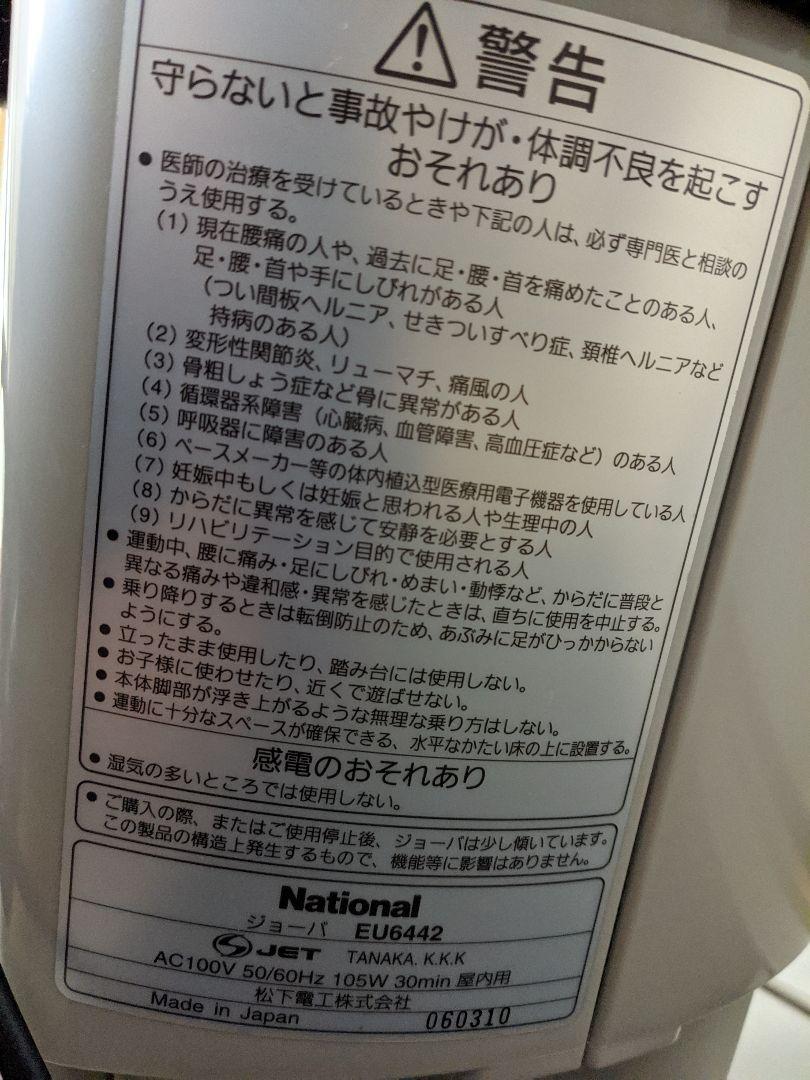 警告
守らないと事故やけが・体調不良を起こす
おそれあり
● 医師の治療を受けているときや下記の人は、必ず専門医と相談の
うえ使用する。
(1) 現在腰痛の人や、過去に足・腰・首を痛めたことのある人、
足・腰・首や手にしびれがある人
(つい間板ヘルニア、せきついすべり症、頚椎ヘルニアなど
持病のある人)
(2) 変形性関節炎、リューマチ、痛風の人
(3) 骨粗しょう症など骨に異常がある人
(4) 循環器系障害(心臓病、血管障害、高血圧症など)のある人
(5) 呼吸器に障害のある人
(6) ペースメーカー等の体内植込型医療用電子機器を使用している人
(7) 妊娠中もしくは妊娠と思われる人や生理中の人
(8) からだに異常を感じて安静を必要とする人
(9) リハビリテーション目的で使用される人
● 運動中、腰に痛み・足にしびれ・めまい・動悸など、からだに普段と
異なる痛みや違和感・異常を感じたときは、直ちに使用を中止する。
● 乗り降りするときは転倒防止のため、あぶみに足がひっかからない
ようにする。
● 立ったまま使用したり、踏み台には使用しない。
● お子様に使わせたり、近くで遊ばせない。
● 本体脚部が浮き上がるような無理な乗り方はしない。
● 運動に十分なスペースが確保できる、水平なかたい床の上に設置する。
感電のおそれあり
● 湿気の多いところでは使用しない。
● ご購入の際、またはご使用停止後、ジョーバは少し傾いています。
この製品の構造上発生するもので、機能等に影響はありません。
National
ジョーバ EU6442
JET TANAKA. K.K.K
AC100V 50/60Hz 105W 30min 屋内用
松下電工株式会社
Made in Japan 060310